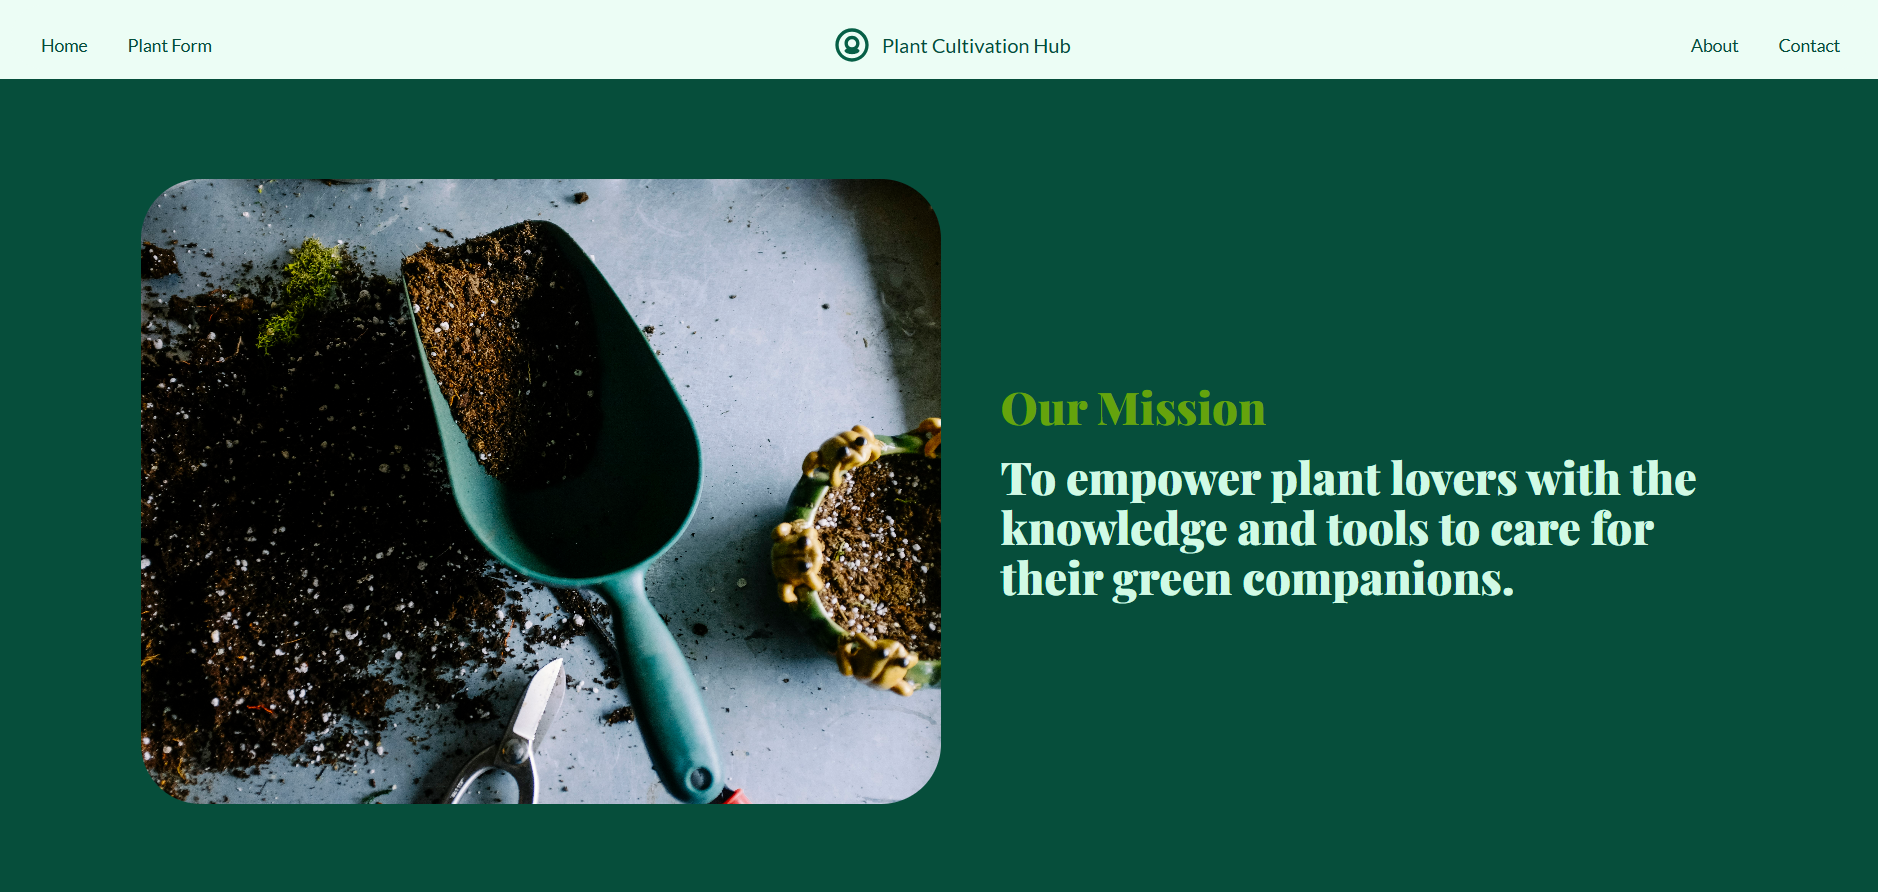 Home
Plant Form
Plant Cultivation Hub
About
Contact
Our Mission
To empower plant lovers with the
knowledge and tools to care for
their green companions.